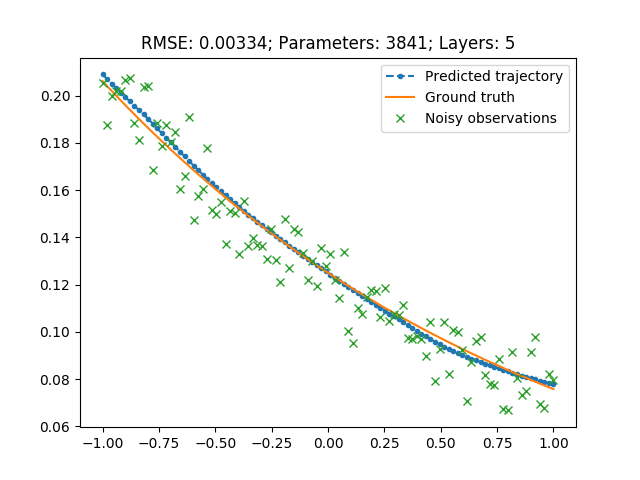 RMSE: 0.00334; Parameters: 3841; Layers: 5
Predicted trajectory
Ground truth
Noisy observations
0.20
0.18
0.16
0.14
0.12
0.10
0.08
0.06
−1.00 −0.75 −0.50 −0.25 0.00 0.25 0.50 0.75 1.00